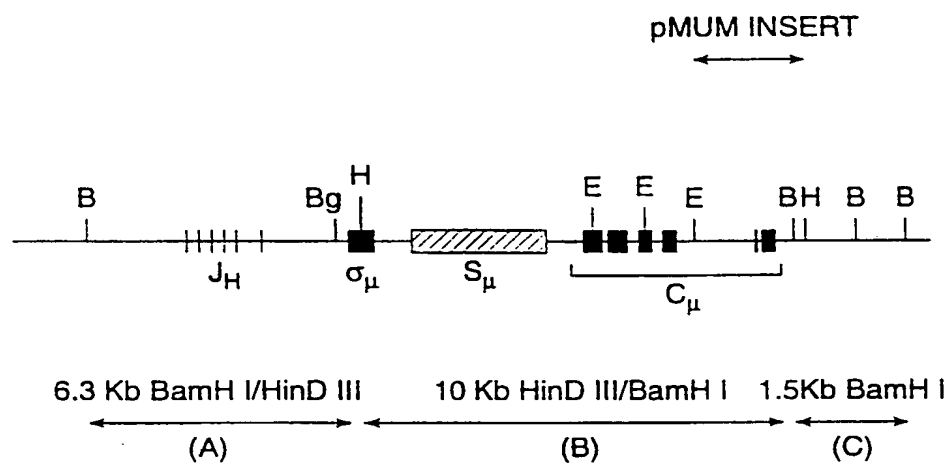 pMUM INSERT
B Bg H E E E B H B B
J_H σ_μ S_μ C_μ
6.3 Kb BamH I/HinD III 10 Kb HinD III/BamH I 1.5Kb BamH I
(A) (B) (C)